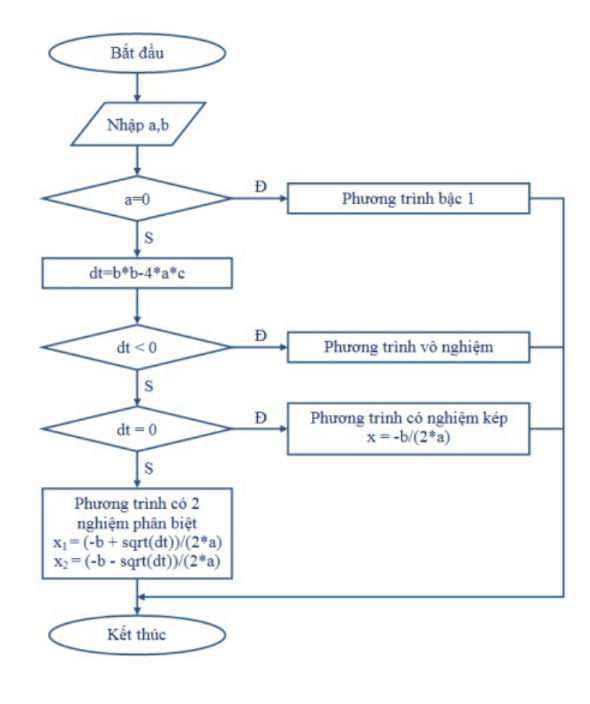 Bắt đầu
Nhập a,b
a=0
Đ
Phương trình bậc 1
S
dt=b*b-4*a*c
dt < 0
Đ
Phương trình vô nghiệm
S
dt = 0
Đ
Phương trình có nghiệm kép
x = -b/(2*a)
S
Phương trình có 2
nghiệm phân biệt
x₁ = (-b + sqrt(dt))/(2*a)
x₂ = (-b - sqrt(dt))/(2*a)
Kết thúc